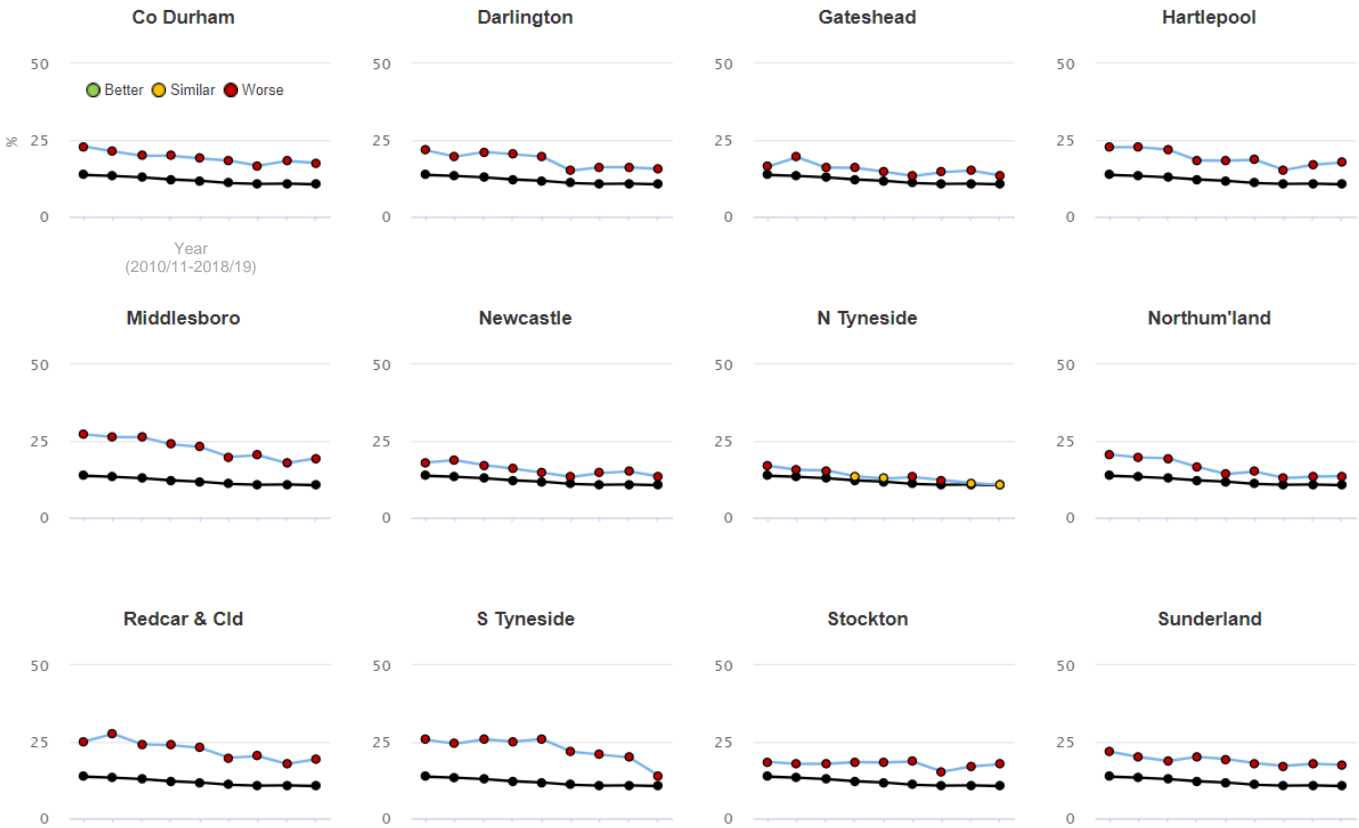 Co Durham
Darlington
Gateshead
Hartlepool
50
50
50
50
Better Similar Worse
%
25
25
25
25
0
0
0
0
Year
(2010/11-2018/19)
Middlesboro
Newcastle
N Tyneside
Northum'land
50
50
50
50
25
25
25
25
0
0
0
0
Redcar & Cld
S Tyneside
Stockton
Sunderland
50
50
50
50
25
25
25
25
0
0
0
0